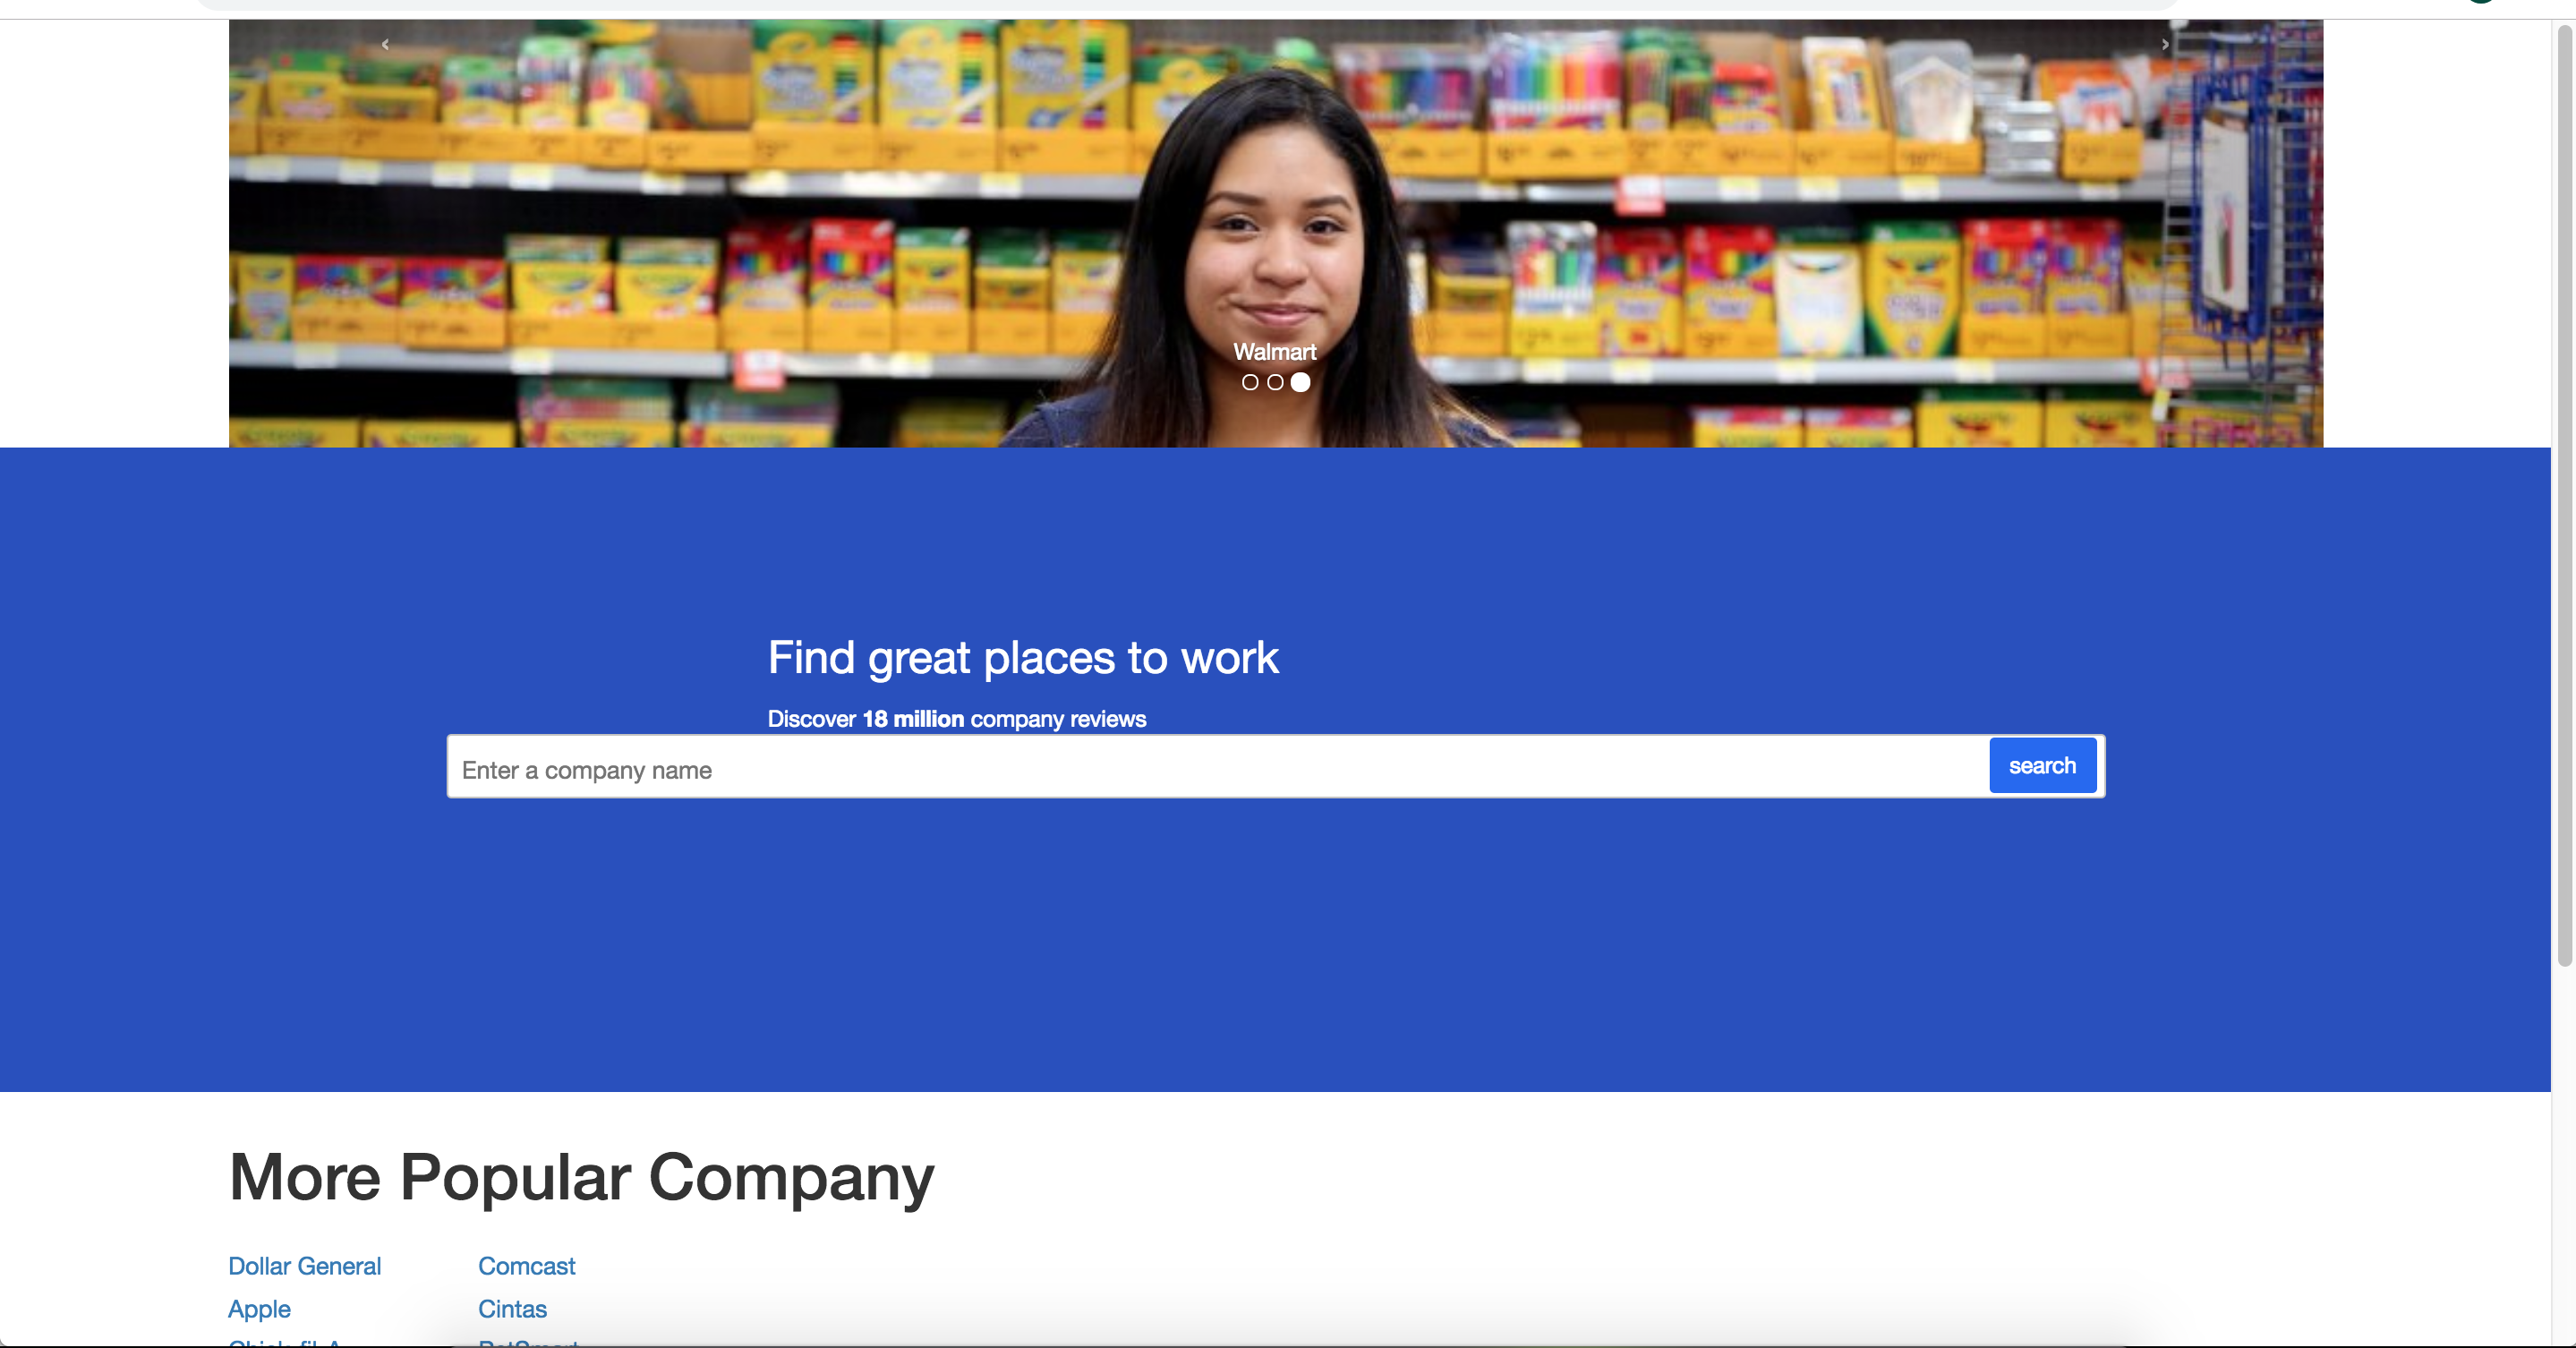 Walmart
Find great places to work
Discover 18 million company reviews
Enter a company name
search
More Popular Company
Dollar General
Comcast
Apple
Cintas